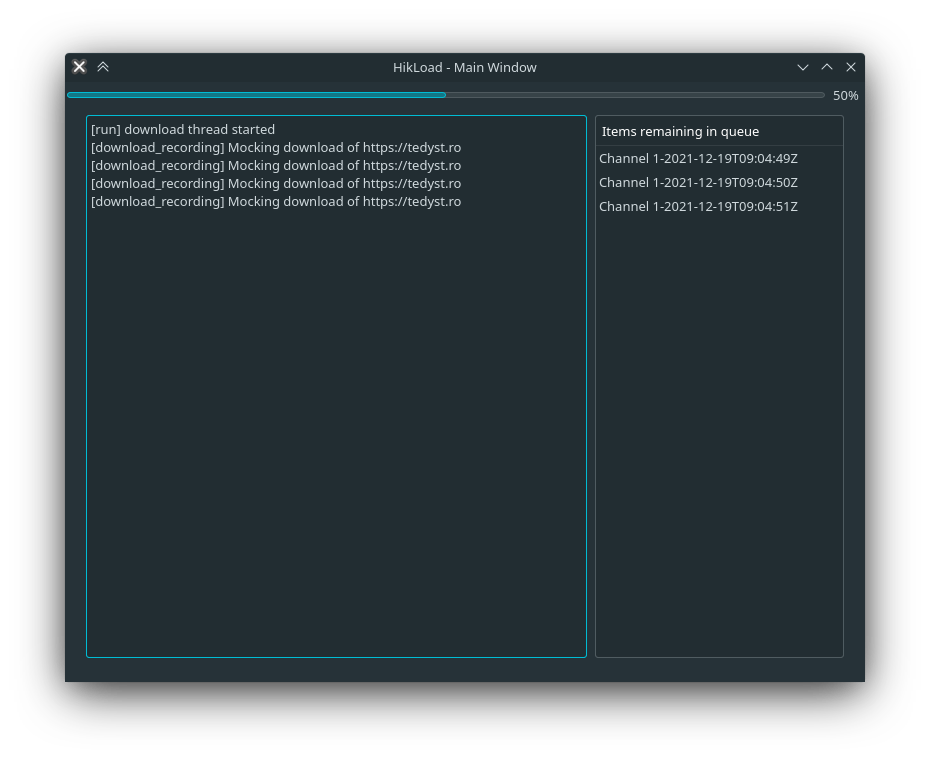 HikLoad - Main Window
50%
[run] download thread started
[download_recording] Mocking download of https://tedyst.ro
[download_recording] Mocking download of https://tedyst.ro
[download_recording] Mocking download of https://tedyst.ro
[download_recording] Mocking download of https://tedyst.ro
Items remaining in queue
Channel 1-2021-12-19T09:04:49Z
Channel 1-2021-12-19T09:04:50Z
Channel 1-2021-12-19T09:04:51Z